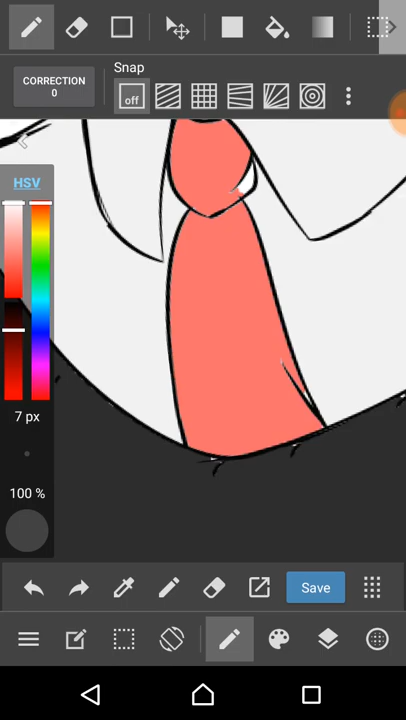 CORRECTION
0
Snap
off
HSV
7 px
100 %
Save